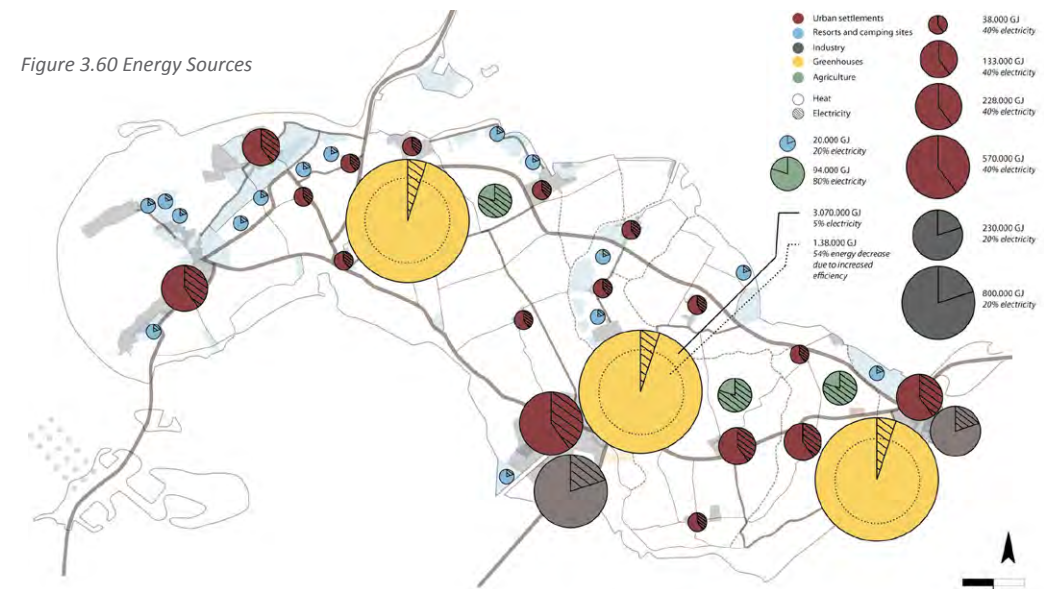 Figure 3.60 Energy Sources
Urban settlements
Resorts and camping sites
Industry
Greenhouses
Agriculture
Heat
Electricity
20.000 GJ
20% electricity
94.000 GJ
80% electricity
3.070.000 GJ
5% electricity
1.38.000 GJ
54% energy decrease
due to increased
efficiency
38.000 GJ
40% electricity
133.000 GJ
40% electricity
228.000 GJ
40% electricity
570.000 GJ
40% electricity
230.000 GJ
20% electricity
800.000 GJ
20% electricity